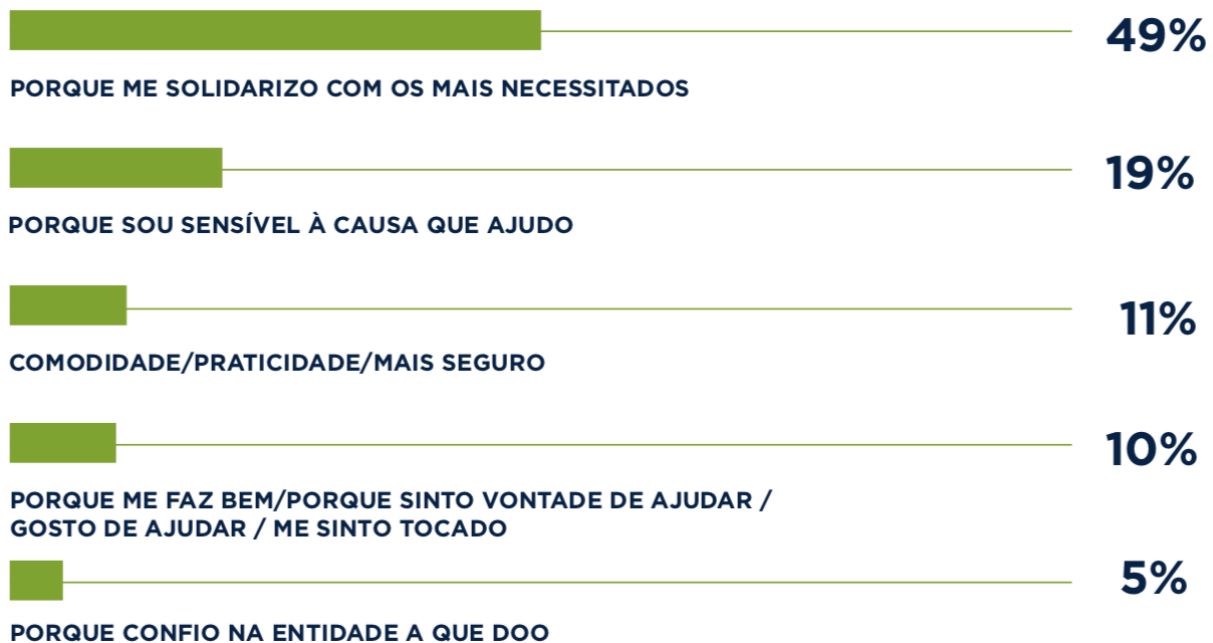 49%
PORQUE ME SOLIDARIZO COM OS MAIS NECESSITADOS
19%
PORQUE SOU SENSÍVEL À CAUSA QUE AJUDO
11%
COMODIDADE/PRATICIDADE/MAIS SEGURO
10%
PORQUE ME FAZ BEM/PORQUE SINTO VONTADE DE AJUDAR /
GOSTO DE AJUDAR / ME SINTO TOCADO
5%
PORQUE CONFIO NA ENTIDADE A QUE DOO